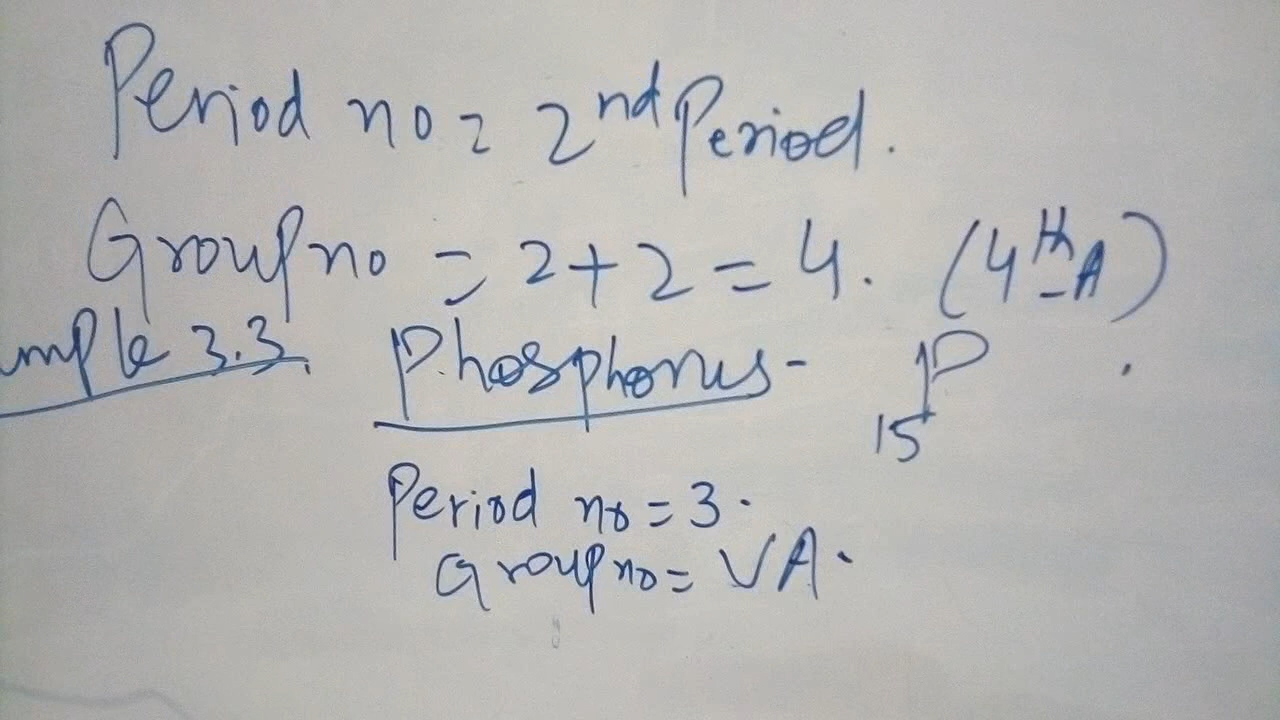 Period no = 2nd Period.
Group no = 2+2 = 4. (4th A)
mple 3.3. Phosphorus - 15P
Period no = 3.
Group no = VA.